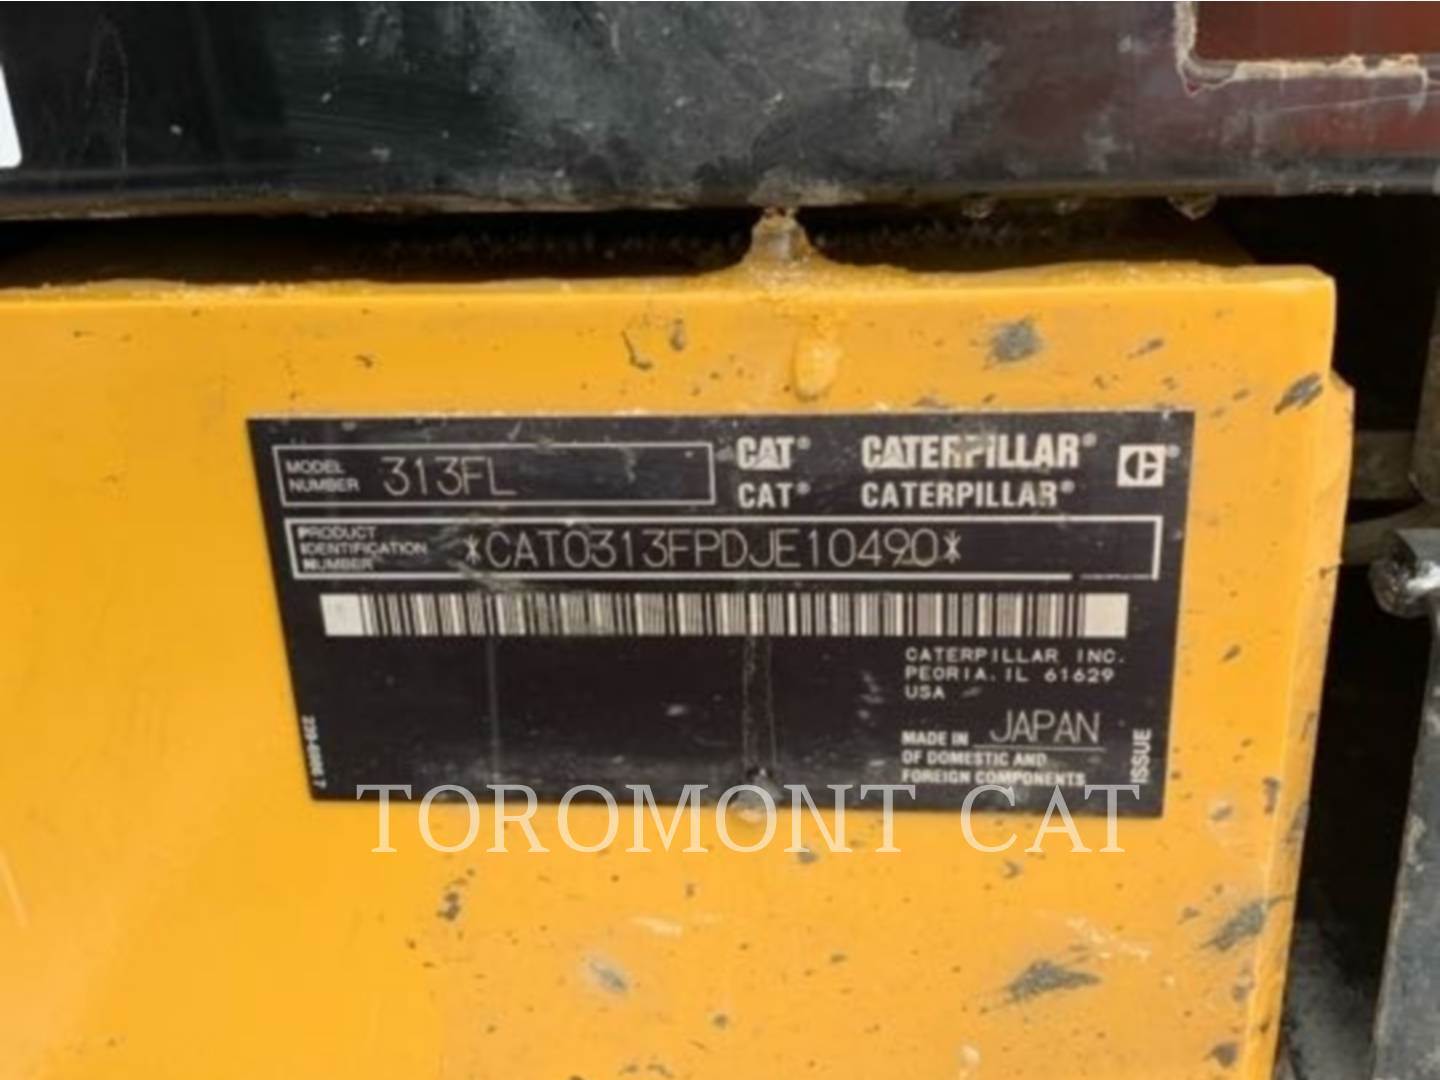 MODEL NUMBER 313FL
CAT® CATERPILLAR®
CAT® CATERPILLAR®
PRODUCT IDENTIFICATION NUMBER *CAT0313FPDJE10490*
CATERPILLAR INC.
PEORIA, IL 61629
USA
MADE IN JAPAN
OF DOMESTIC AND
FOREIGN COMPONENTS
ISSUE
TOROMONT CAT